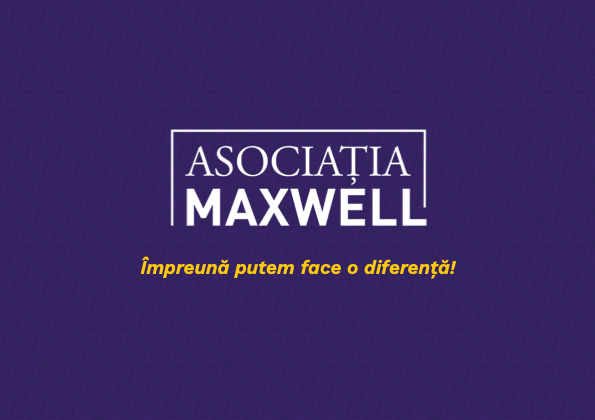 ASOCIAȚIA
MAXWELL
Împreună putem face o diferență!